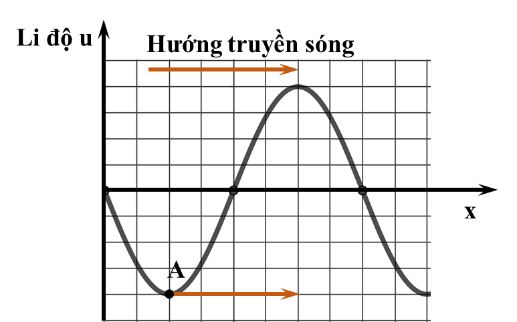 Li độ u
Hướng truyền sóng
x
A